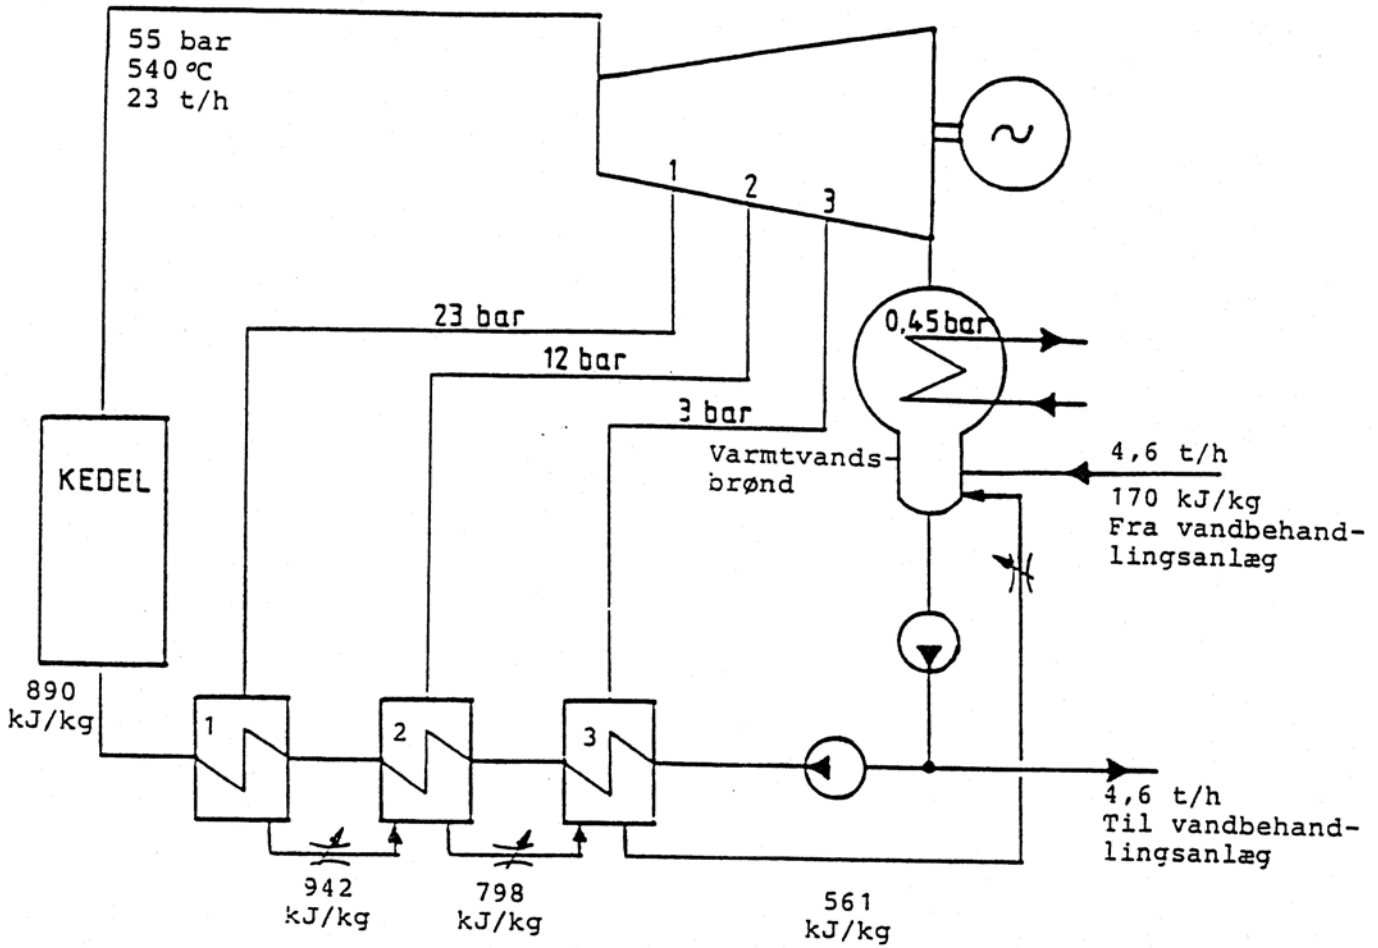 55 bar
540 °C
23 t/h
1
2
3
~
23 bar
12 bar
3 bar
0,45 bar
KEDEL
Varmtvands-
brønd
4,6 t/h
170 kJ/kg
Fra vandbehand-
lingsanlæg
890
kJ/kg
1
2
3
942
kJ/kg
798
kJ/kg
561
kJ/kg
4,6 t/h
Til vandbehand-
lingsanlæg